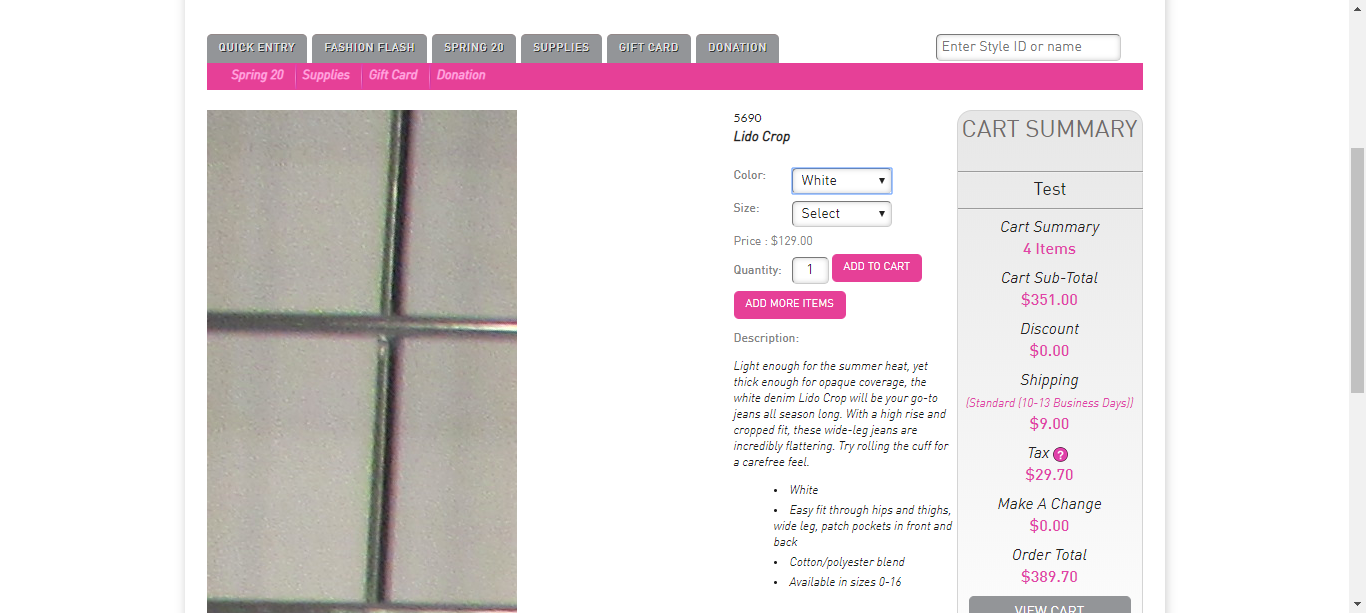 QUICK ENTRY
FASHION FLASH
SPRING 20
SUPPLIES
GIFT CARD
DONATION
Enter Style ID or name
Spring 20
Supplies
Gift Card
Donation
5690
Lido Crop
Color:
White
Size:
Select
Price : $129.00
Quantity:
1
ADD TO CART
ADD MORE ITEMS
Description:
Light enough for the summer heat, yet
thick enough for opaque coverage, the
white denim Lido Crop will be your go-to
jeans all season long. With a high rise and
cropped fit, these wide-leg jeans are
incredibly flattering. Try rolling the cuff for
a carefree feel.
• White
• Easy fit through hips and thighs,
wide leg, patch pockets in front and
back
• Cotton/polyester blend
• Available in sizes 0-16
CART SUMMARY
Test
Cart Summary
4 Items
Cart Sub-Total
$351.00
Discount
$0.00
Shipping
(Standard (10-13 Business Days))
$9.00
Tax ?
$29.70
Make A Change
$0.00
Order Total
$389.70
VIEW CART